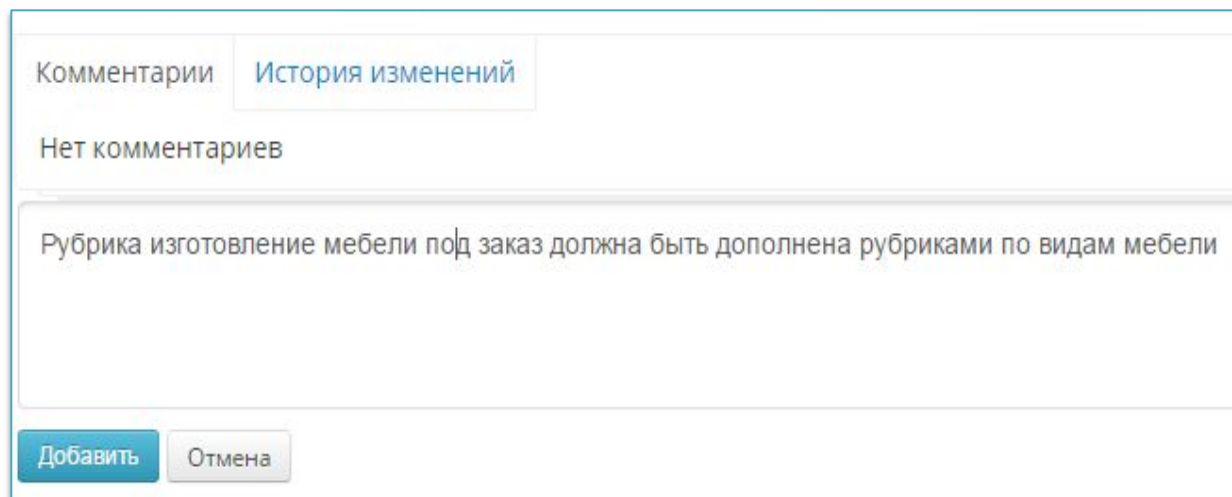 Комментарии История изменений
Нет комментариев
Рубрика изготовление мебели под заказ должна быть дополнена рубриками по видам мебели
Добавить Отмена